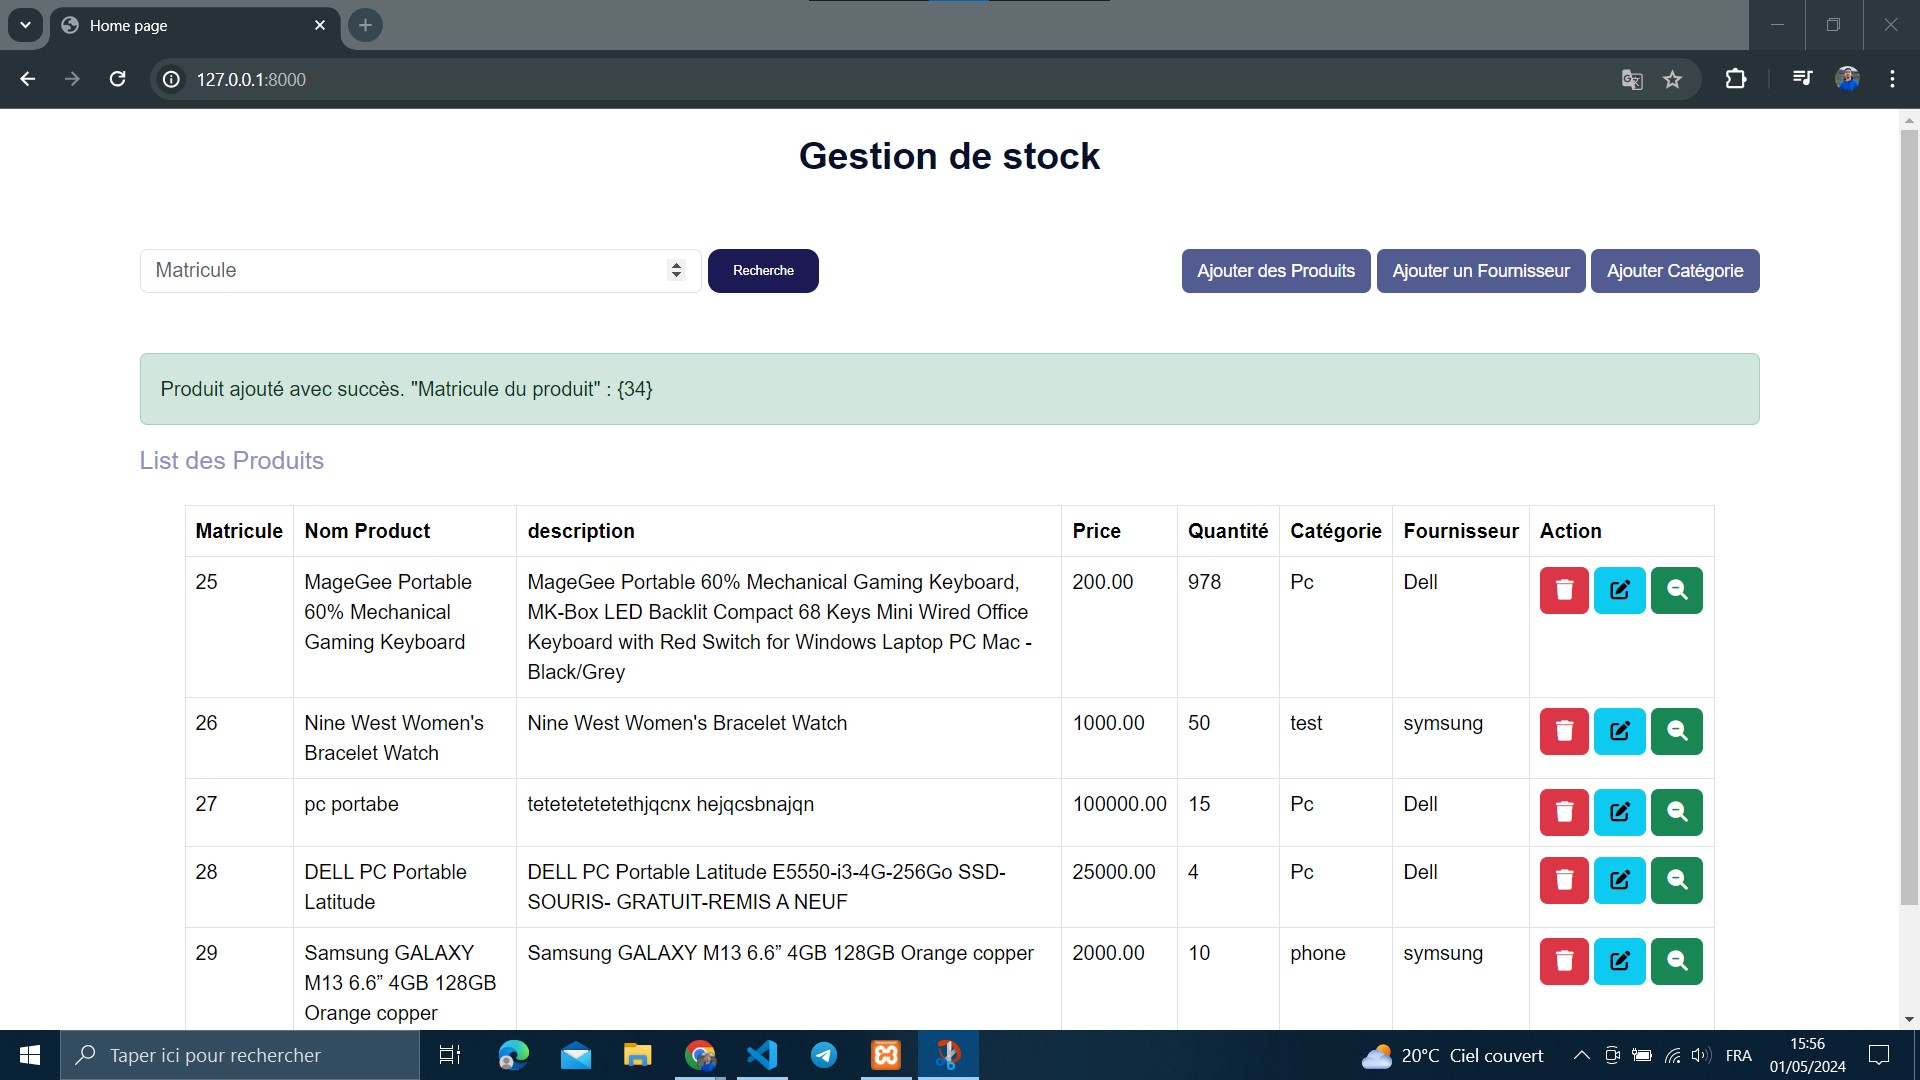 Home page
127.0.0.1:8000
Gestion de stock
Matricule
Recherche
Ajouter des Produits
Ajouter un Fournisseur
Ajouter Catégorie
Produit ajouté avec succès. "Matricule du produit" : {34}
List des Produits
Matricule Nom Product description Price Quantité Catégorie Fournisseur Action
25 MageGee Portable MageGee Portable 60% Mechanical Gaming Keyboard, 200.00 978 Pc Dell
60% Mechanical MK-Box LED Backlit Compact 68 Keys Mini Wired Office
Gaming Keyboard Keyboard with Red Switch for Windows Laptop PC Mac -
Black/Grey
26 Nine West Women's Nine West Women's Bracelet Watch 1000.00 50 test symsung
Bracelet Watch
27 pc portabe tetetetetetethjqcnx hejqcsbnajqn 100000.00 15 Pc Dell
28 DELL PC Portable DELL PC Portable Latitude E5550-i3-4G-256Go SSD- 25000.00 4 Pc Dell
Latitude SOURIS- GRATUIT-REMIS A NEUF
29 Samsung GALAXY Samsung GALAXY M13 6.6” 4GB 128GB Orange copper 2000.00 10 phone symsung
M13 6.6” 4GB 128GB
Orange copper
Taper ici pour rechercher
20°C Ciel couvert
FRA
15:56
01/05/2024